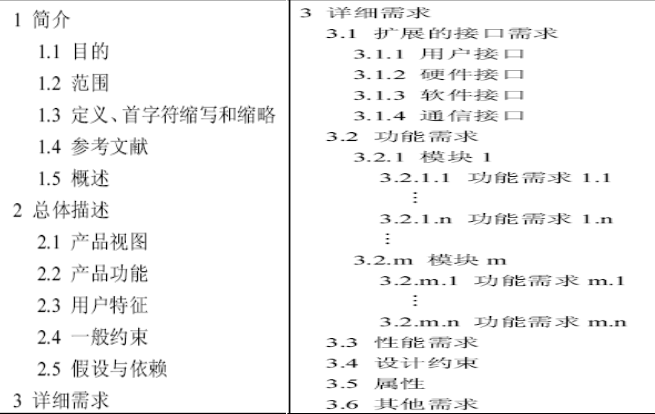 1 简介
1.1 目的
1.2 范围
1.3 定义、首字符缩写和缩略
1.4 参考文献
1.5 概述
2 总体描述
2.1 产品视图
2.2 产品功能
2.3 用户特征
2.4 一般约束
2.5 假设与依赖
3 详细需求
3 详细需求
3.1 扩展的接口需求
3.1.1 用户接口
3.1.2 硬件接口
3.1.3 软件接口
3.1.4 通信接口
3.2 功能需求
3.2.1 模块 1
3.2.1.1 功能需求 1.1
⋮
3.2.1.n 功能需求 1.n
⋮
3.2.m 模块 m
3.2.m.1 功能需求 m.1
⋮
3.2.m.n 功能需求 m.n
3.3 性能需求
3.4 设计约束
3.5 属性
3.6 其他需求